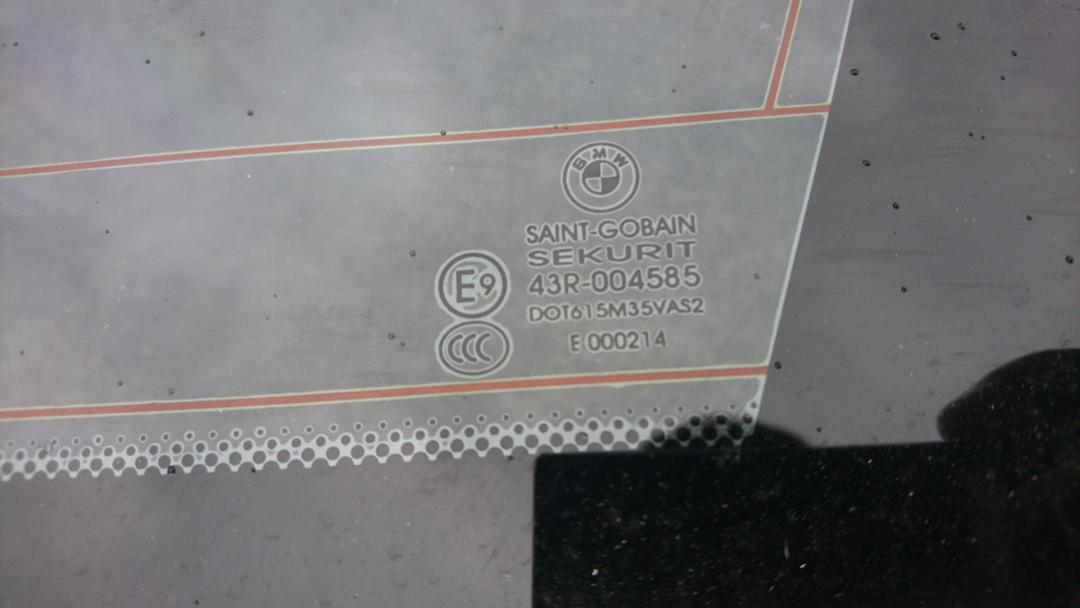 BMW
SAINT-GOBAIN
SEKURIT
E9
43R-004585
DOT615M35VAS2
CCC
E 000214